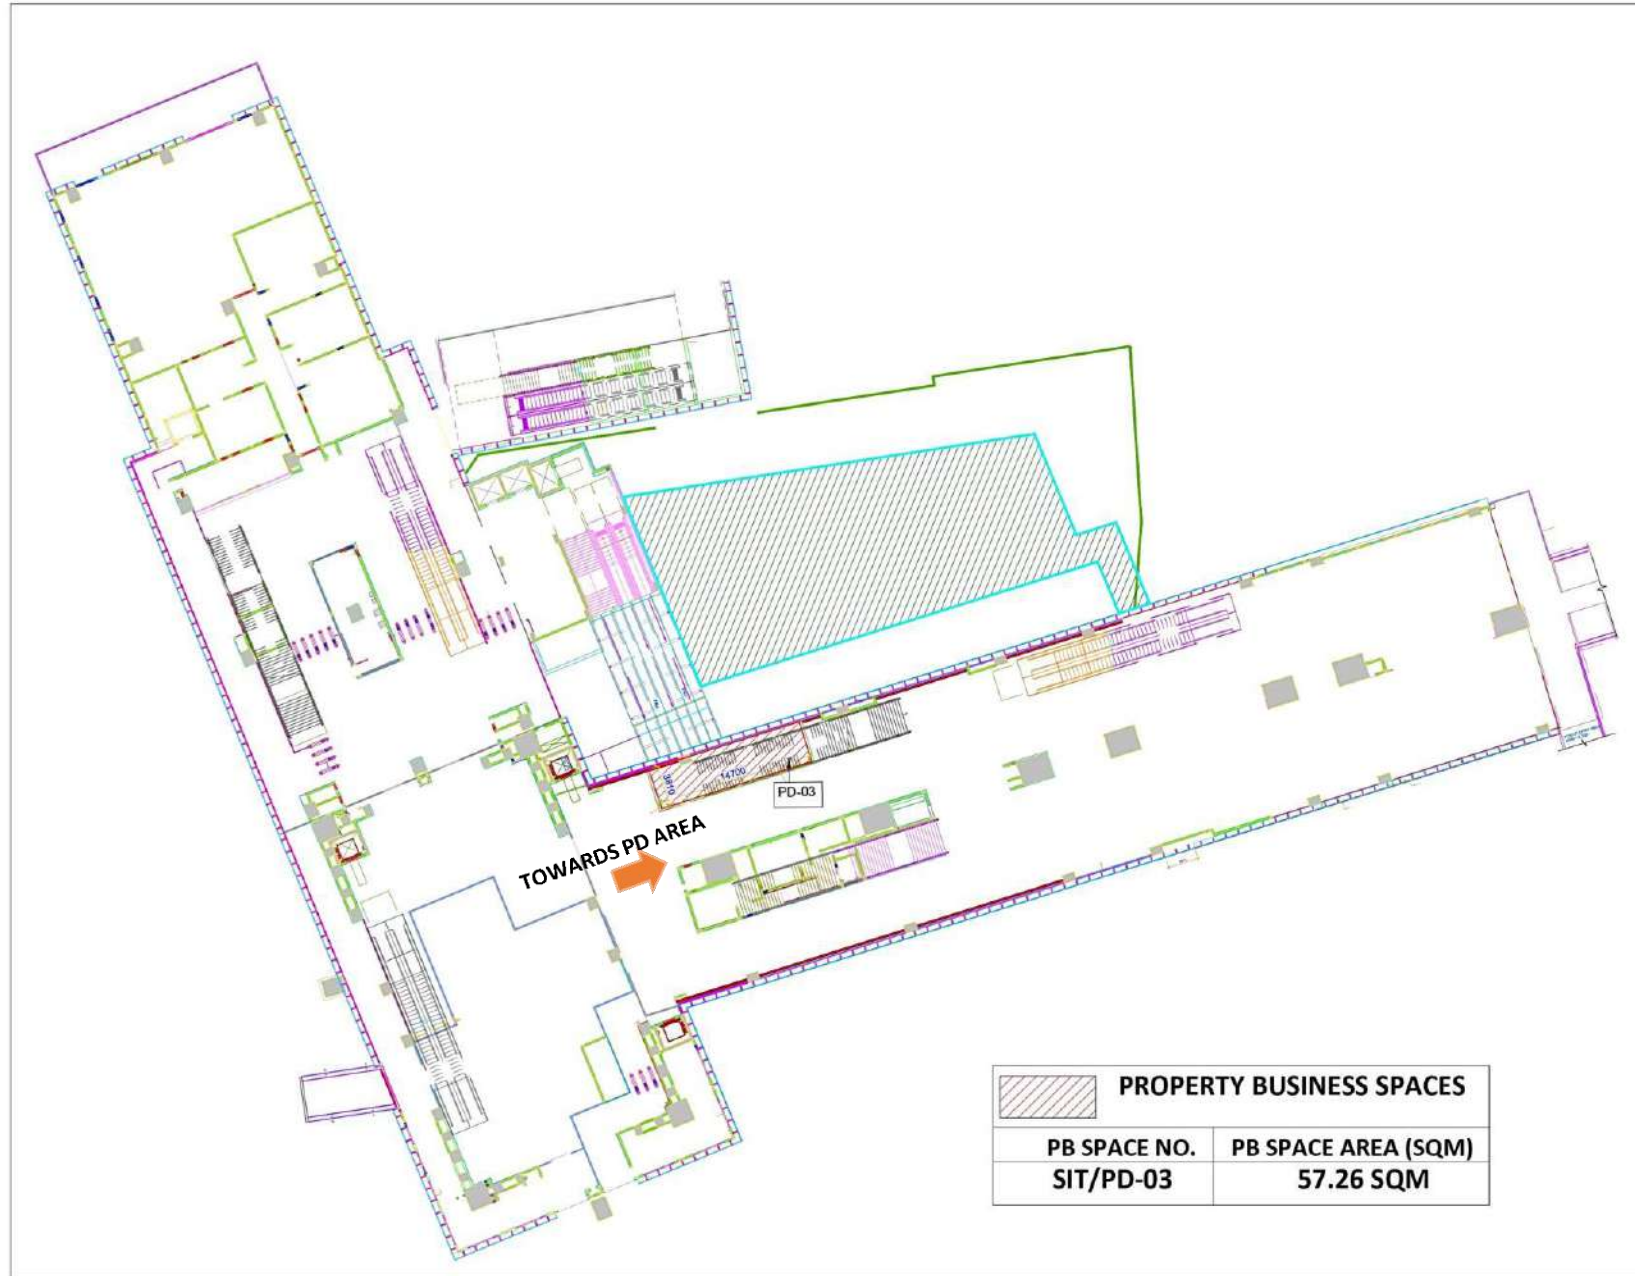 3810
14700
PD-03
TOWARDS PD AREA
PROPERTY BUSINESS SPACES
PB SPACE NO. PB SPACE AREA (SQM)
SIT/PD-03 57.26 SQM